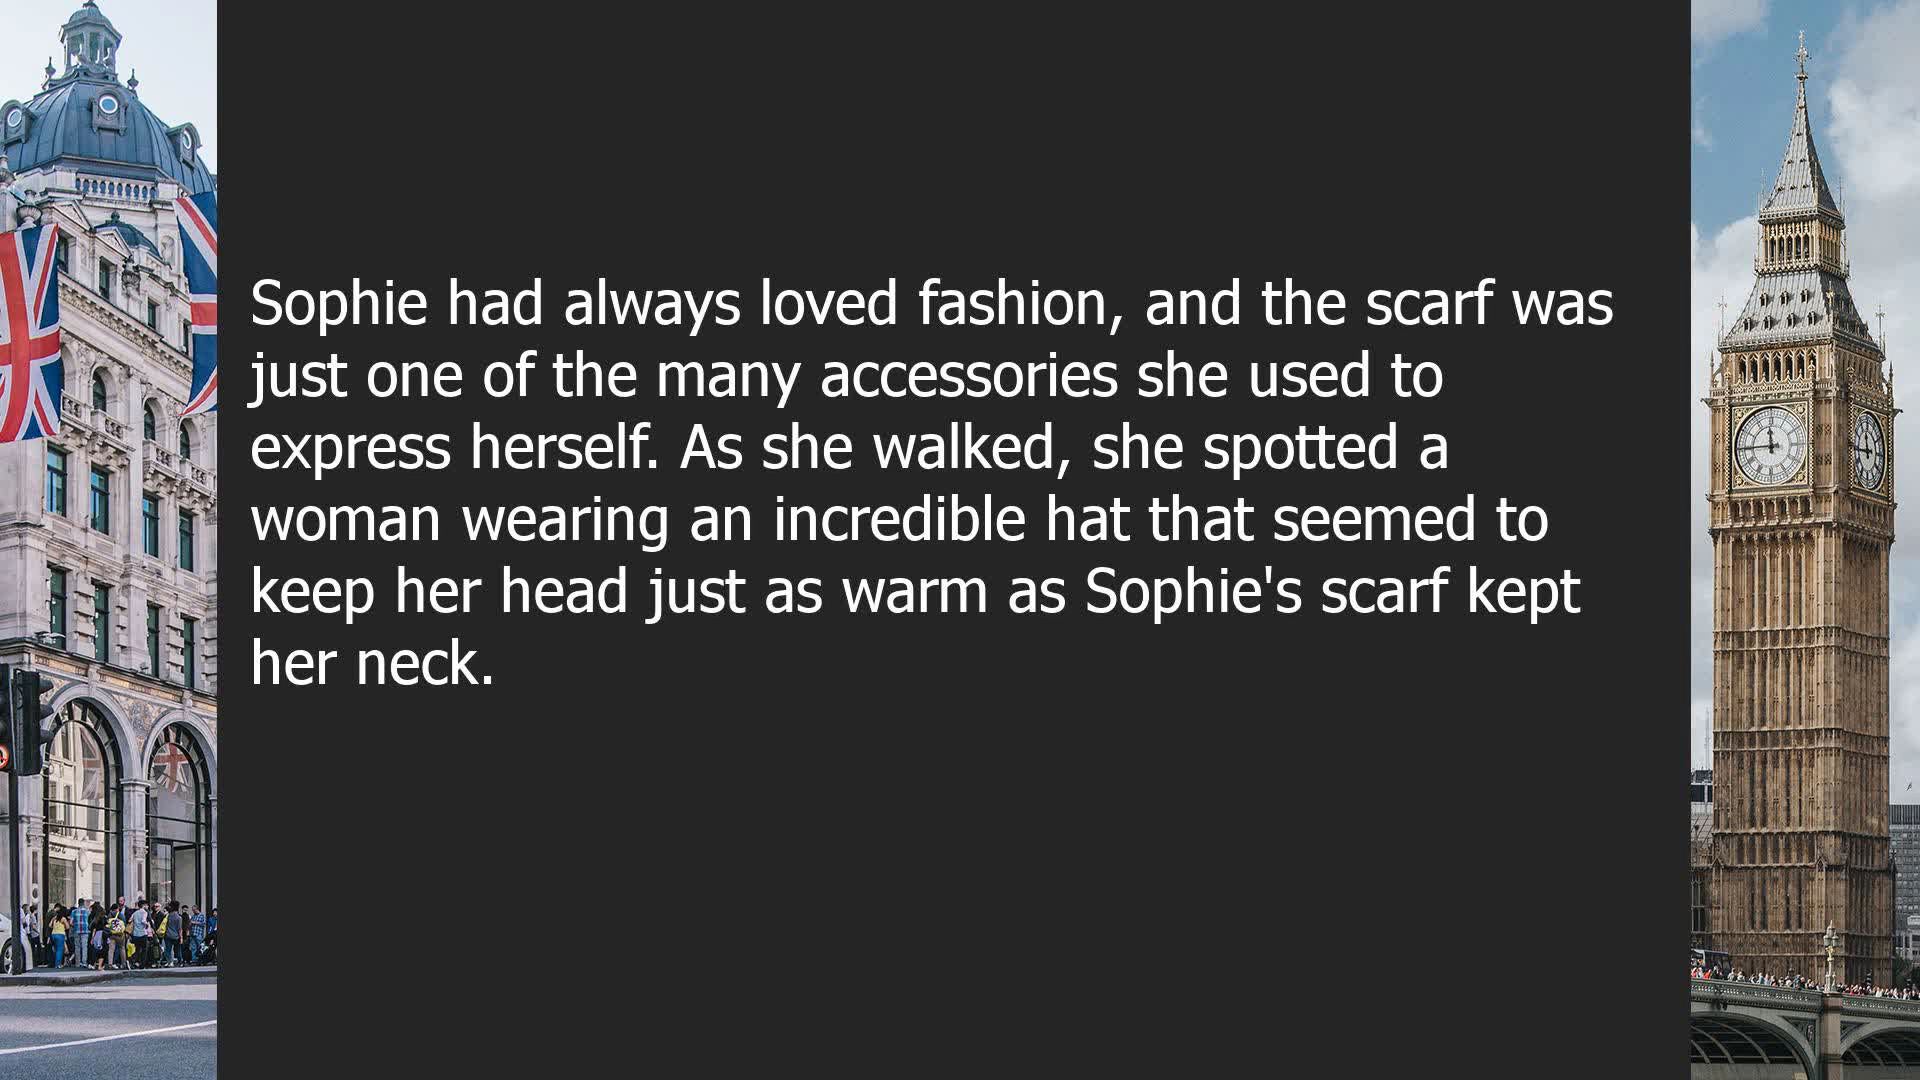 Sophie had always loved fashion, and the scarf was
just one of the many accessories she used to
express herself. As she walked, she spotted a
woman wearing an incredible hat that seemed to
keep her head just as warm as Sophie's scarf kept
her neck.